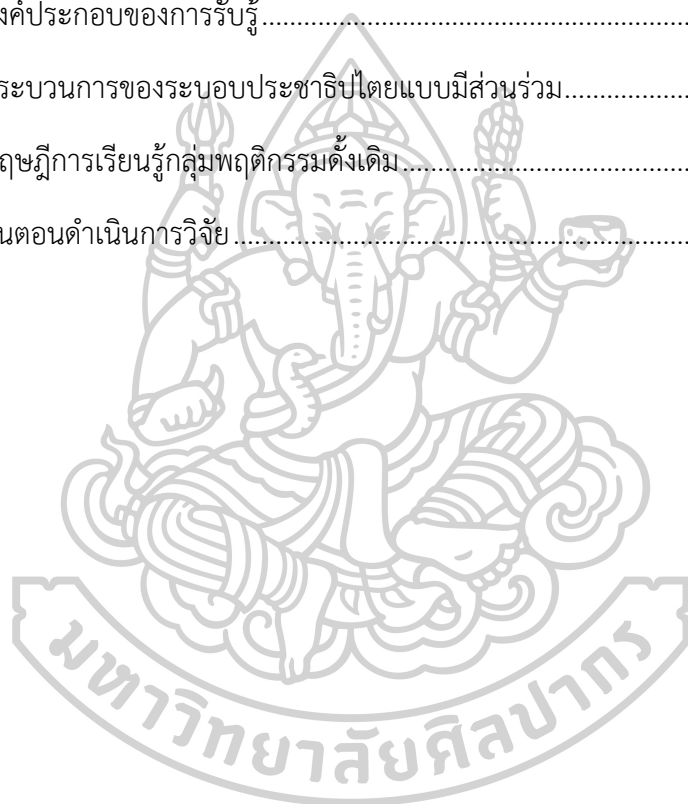 งค์ประกอบของการรับรู้
ระบวนการของระบอบประชาธิปไตยแบบมีส่วนร่วม
ฤษฎีการเรียนรู้กลุ่มพฤติกรรมดั้งเดิม
นตอนดำเนินการวิจัย
มหาวิทยาลัยศิลปากร